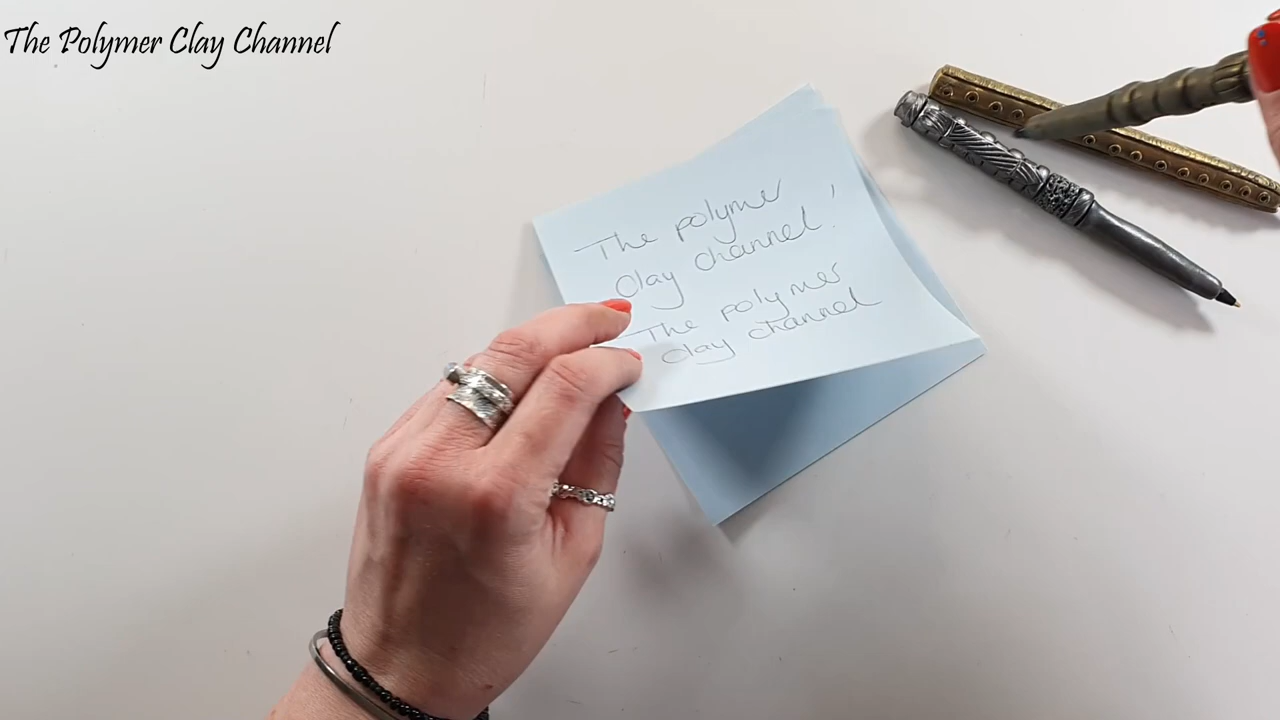 The Polymer Clay Channel
The polymer
Clay channel!
The polymer
clay channel